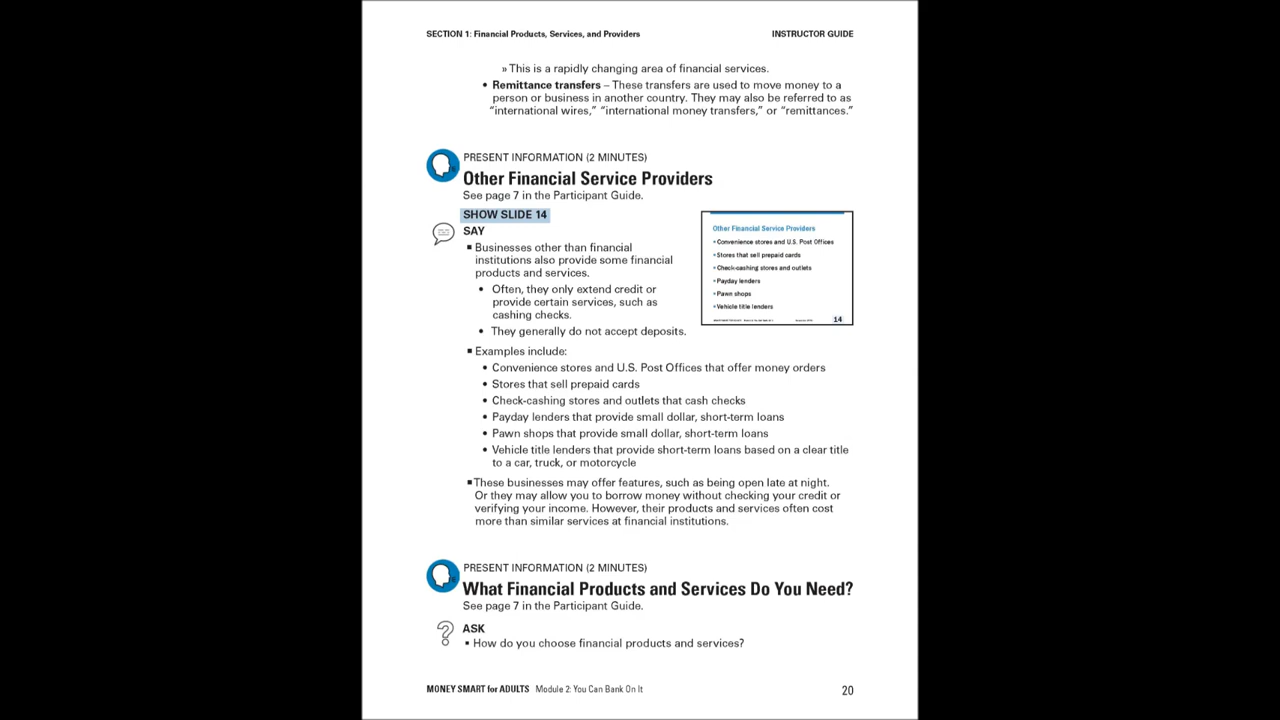 SECTION 1: Financial Products, Services, and Providers
INSTRUCTOR GUIDE
» This is a rapidly changing area of financial services.
• Remittance transfers – These transfers are used to move money to a
person or business in another country. They may also be referred to as
“international wires,” “international money transfers,” or “remittances.”
PRESENT INFORMATION (2 MINUTES)
Other Financial Service Providers
See page 7 in the Participant Guide.
SHOW SLIDE 14
SAY
▪ Businesses other than financial
institutions also provide some financial
products and services.
• Often, they only extend credit or
provide certain services, such as
cashing checks.
• They generally do not accept deposits.
Other Financial Service Providers
• Convenience stores and U.S. Post Offices
• Stores that sell prepaid cards
• Check-cashing stores and outlets
• Payday lenders
• Pawn shops
• Vehicle title lenders
14
▪ Examples include:
• Convenience stores and U.S. Post Offices that offer money orders
• Stores that sell prepaid cards
• Check-cashing stores and outlets that cash checks
• Payday lenders that provide small dollar, short-term loans
• Pawn shops that provide small dollar, short-term loans
• Vehicle title lenders that provide short-term loans based on a clear title
to a car, truck, or motorcycle
▪ These businesses may offer features, such as being open late at night.
Or they may allow you to borrow money without checking your credit or
verifying your income. However, their products and services often cost
more than similar services at financial institutions.
PRESENT INFORMATION (2 MINUTES)
What Financial Products and Services Do You Need?
See page 7 in the Participant Guide.
ASK
▪ How do you choose financial products and services?
MONEY SMART for ADULTS Module 2: You Can Bank On It
20